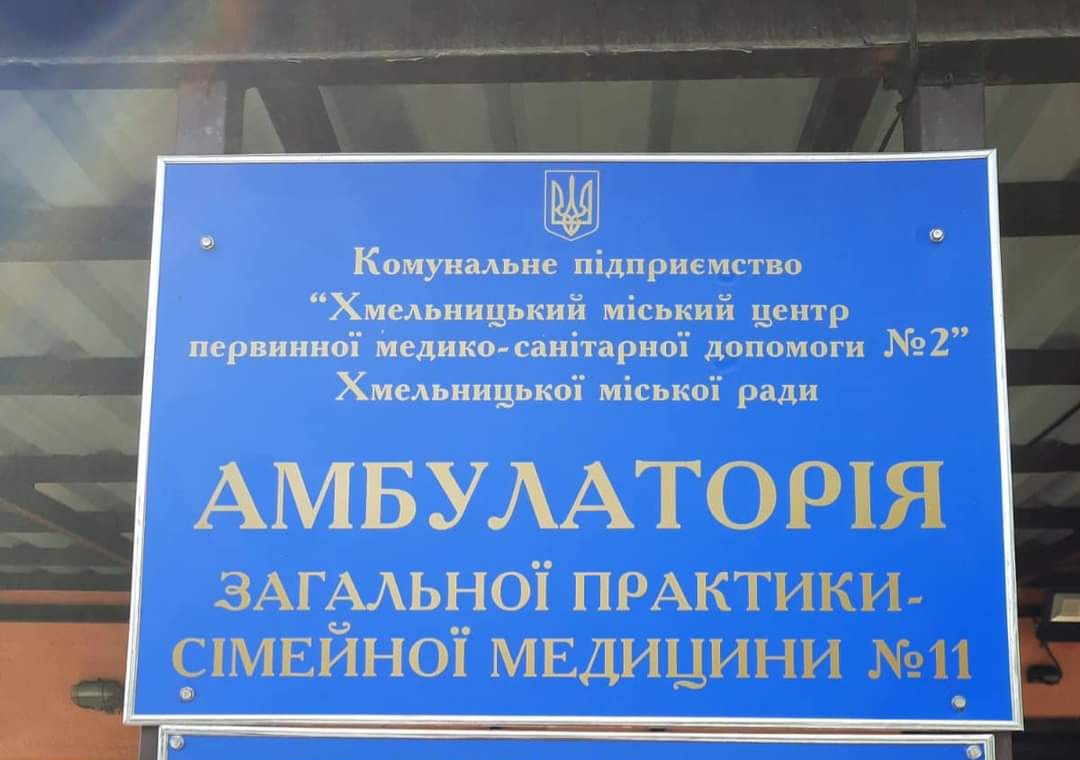 Комунальне підприємство
“Хмельницький міський центр
первинної медико-санітарної допомоги №2”
Хмельницької міської ради
АМБУЛАТОРІЯ
ЗАГАЛЬНОЇ ПРАКТИКИ-
СІМЕЙНОЇ МЕДИЦИНИ №11